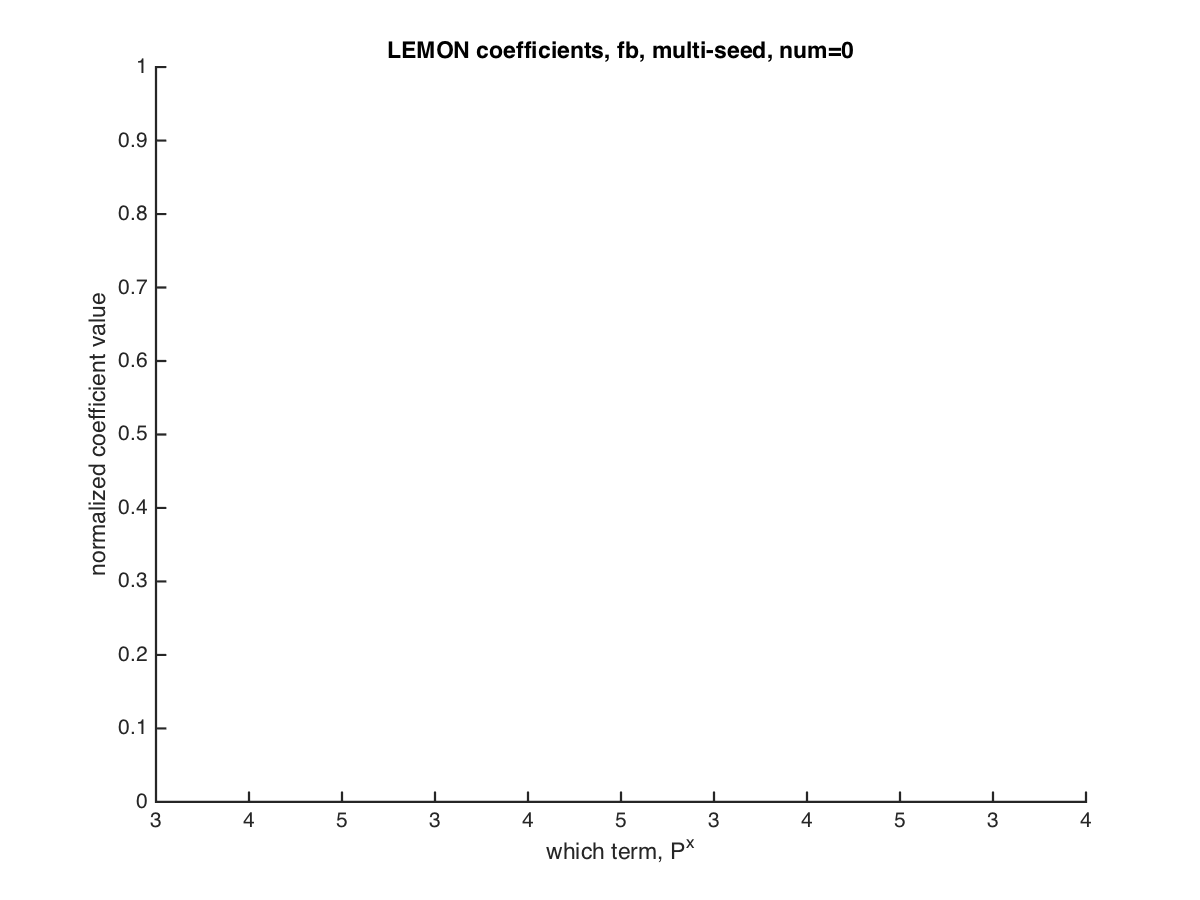 LEMON coefficients, fb, multi-seed, num=0
normalized coefficient value
1
0.9
0.8
0.7
0.6
0.5
0.4
0.3
0.2
0.1
0
3 4 5 3 4 5 3 4 5 3 4
which term, P^x